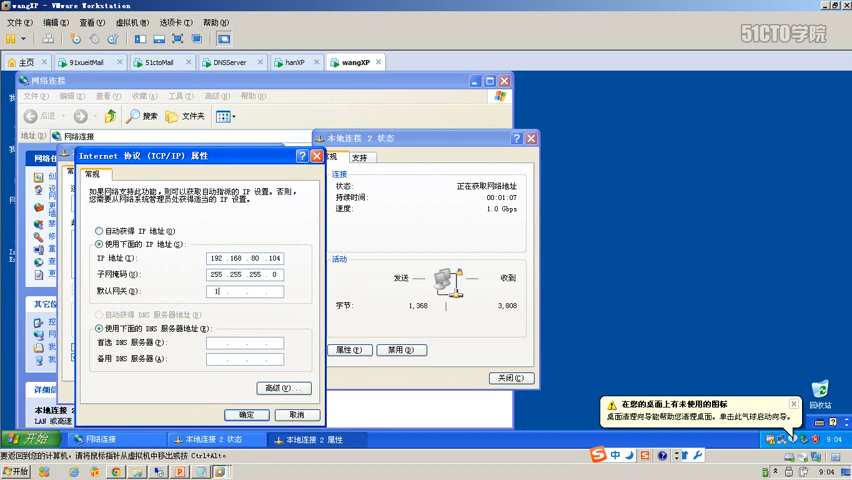 wangXP - VMware Workstation
文件(F) 编辑(E) 查看(V) 虚拟机(M) 选项卡(T) 帮助(H)
51CTO学院
主页 91xueitMail 51ctoMail DNSServer hanXP wangXP
网络连接
文件(F) 编辑(E) 查看(V) 收藏(A) 工具(T) 高级(N) 帮助(H)
后退 搜索 文件夹
地址(D) 网络连接
本地连接 2 状态
Internet 协议 (TCP/IP) 属性
常规
支持
如果网络支持此功能，则可以获取自动指派的 IP 设置。否则，
您需要从网络系统管理员处获得适当的 IP 设置。
自动获得 IP 地址(O)
使用下面的 IP 地址(S):
IP 地址(I): 192 .168 . 80 .104
子网掩码(U): 255 .255 .255 . 0
默认网关(D): 1 . . .
自动获得 DNS 服务器地址(B)
使用下面的 DNS 服务器地址(E):
首选 DNS 服务器(P): . . .
备用 DNS 服务器(A): . . .
高级(V)...
确定 取消
连接
状态: 正在获取网络地址
持续时间: 00:01:07
速度: 1.0 Gbps
活动
发送 收到
字节: 1,368 3,808
属性(P) 禁用(D)
关闭(C)
其它位
详细信
本地连接 2
LAN 或高速
回收站
在您的桌面上有未使用的图标
桌面清理向导能帮助您清理桌面。单击此气球启动向导。
开始 网络连接 本地连接 2 状态 本地连接 2 属性 9:04
要返回到您的计算机，请将鼠标指针从虚拟机中移出或按 Ctrl+Alt。
中
开始 9:04